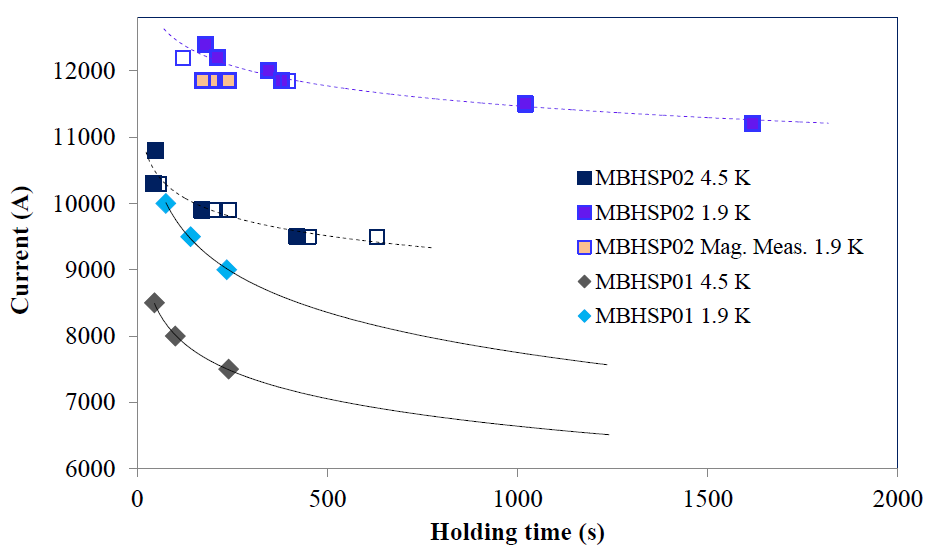 12000
11000
10000
9000
8000
7000
6000
Current (A)
MBHSP02 4.5 K
MBHSP02 1.9 K
MBHSP02 Mag. Meas. 1.9 K
MBHSP01 4.5 K
MBHSP01 1.9 K
0 500 1000 1500 2000
Holding time (s)